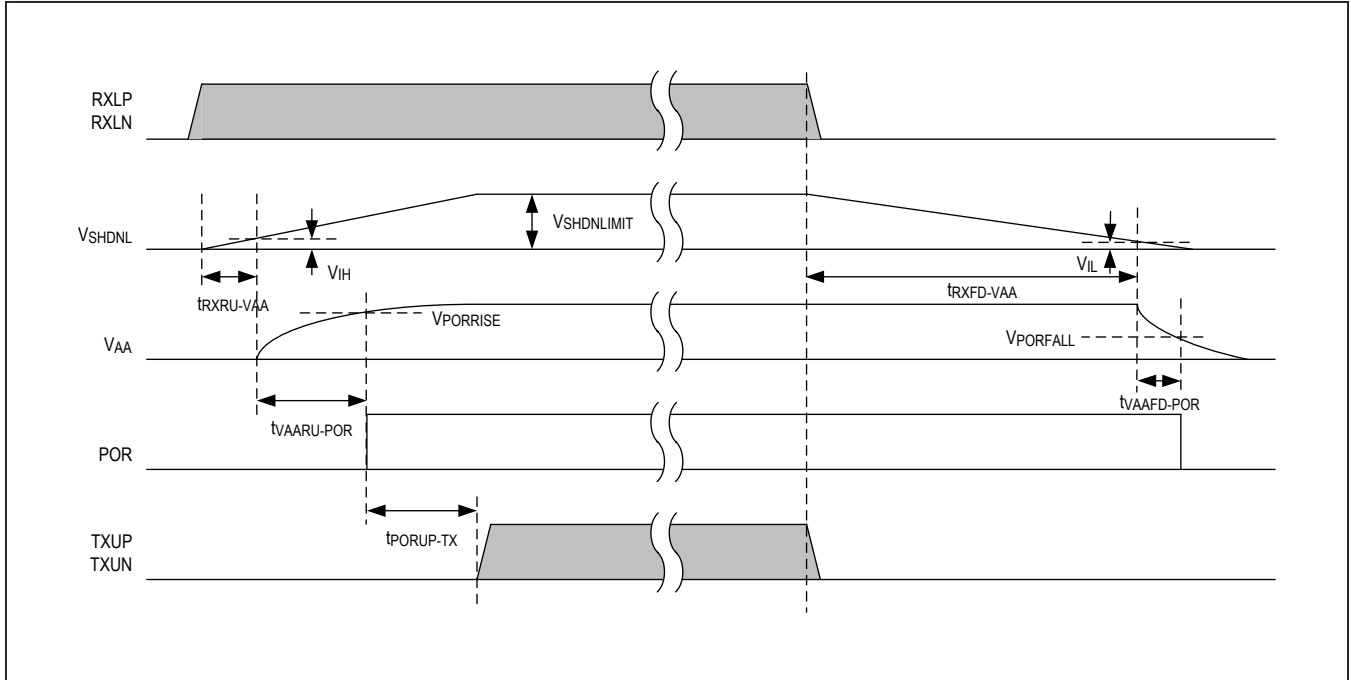 RXLP
RXLN
VSHDNL
VIH
VSHDNLIMIT
VIL
tRXRU-VAA
tRXFD-VAA
VAA
VPORRISE
VPORFALL
tVAARU-POR
tVAAFD-POR
POR
tPORUP-TX
TXUP
TXUN